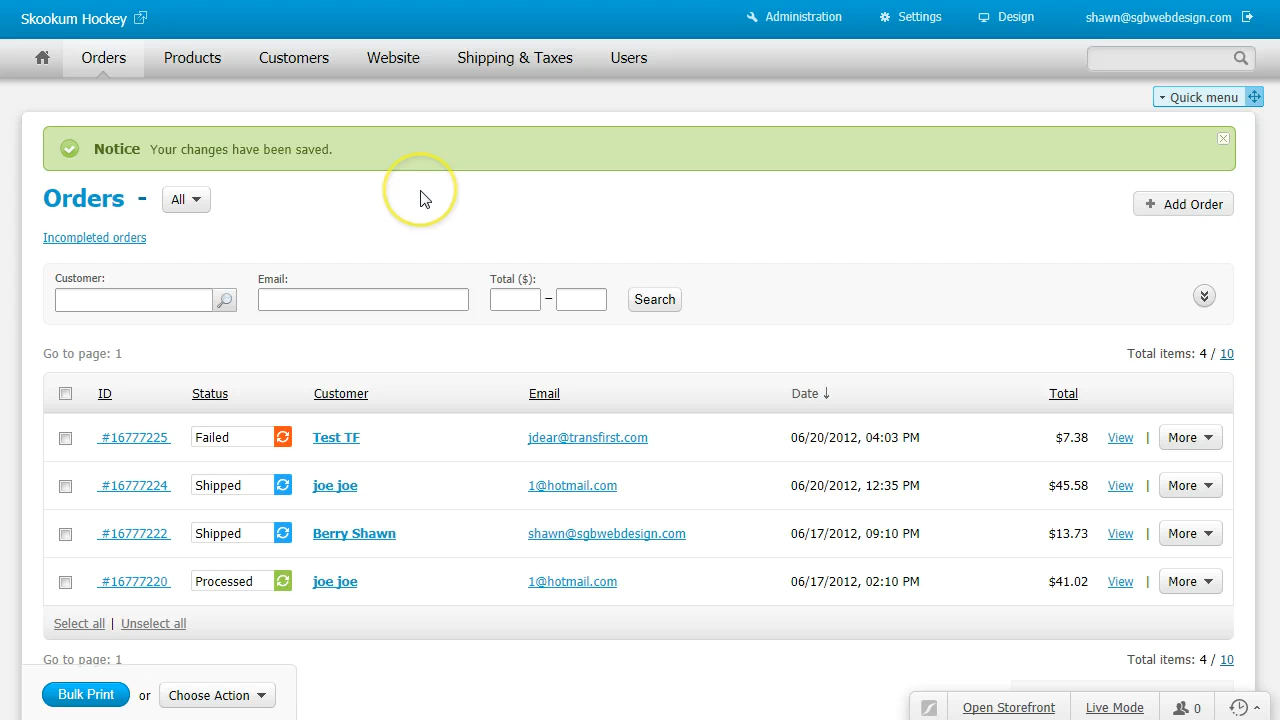 Skookum Hockey Administration Settings Design shawn@sgbwebdesign.com
Orders Products Customers Website Shipping & Taxes Users
Quick menu
Notice Your changes have been saved.
Orders - All
Add Order
Incompleted orders
Customer: Email: Total ($):
– Search
Go to page: 1 Total items: 4 / 10
ID Status Customer Email Date ↓ Total
#16777225 Failed Test TF jdear@transfirst.com 06/20/2012, 04:03 PM $7.38 View | More
#16777224 Shipped joe joe 1@hotmail.com 06/20/2012, 12:35 PM $45.58 View | More
#16777222 Shipped Berry Shawn shawn@sgbwebdesign.com 06/17/2012, 09:10 PM $13.73 View | More
#16777220 Processed joe joe 1@hotmail.com 06/17/2012, 02:10 PM $41.02 View | More
Select all | Unselect all
Go to page: 1 Total items: 4 / 10
Bulk Print or Choose Action
Open Storefront Live Mode 0